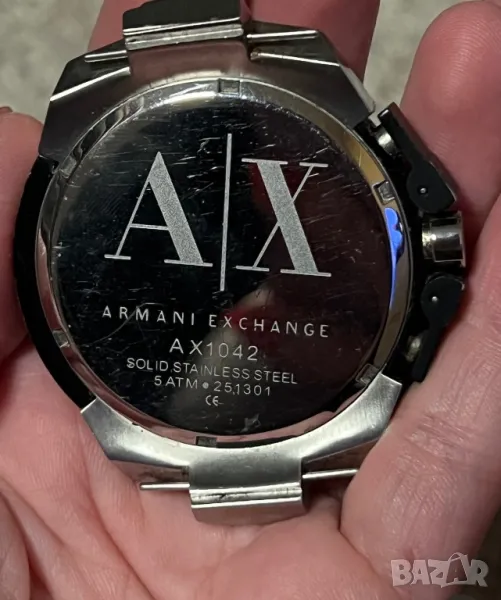 A|X
ARMANI EXCHANGE
AX1042
SOLID STAINLESS STEEL
5 ATM • 251301
CE
BAZAR